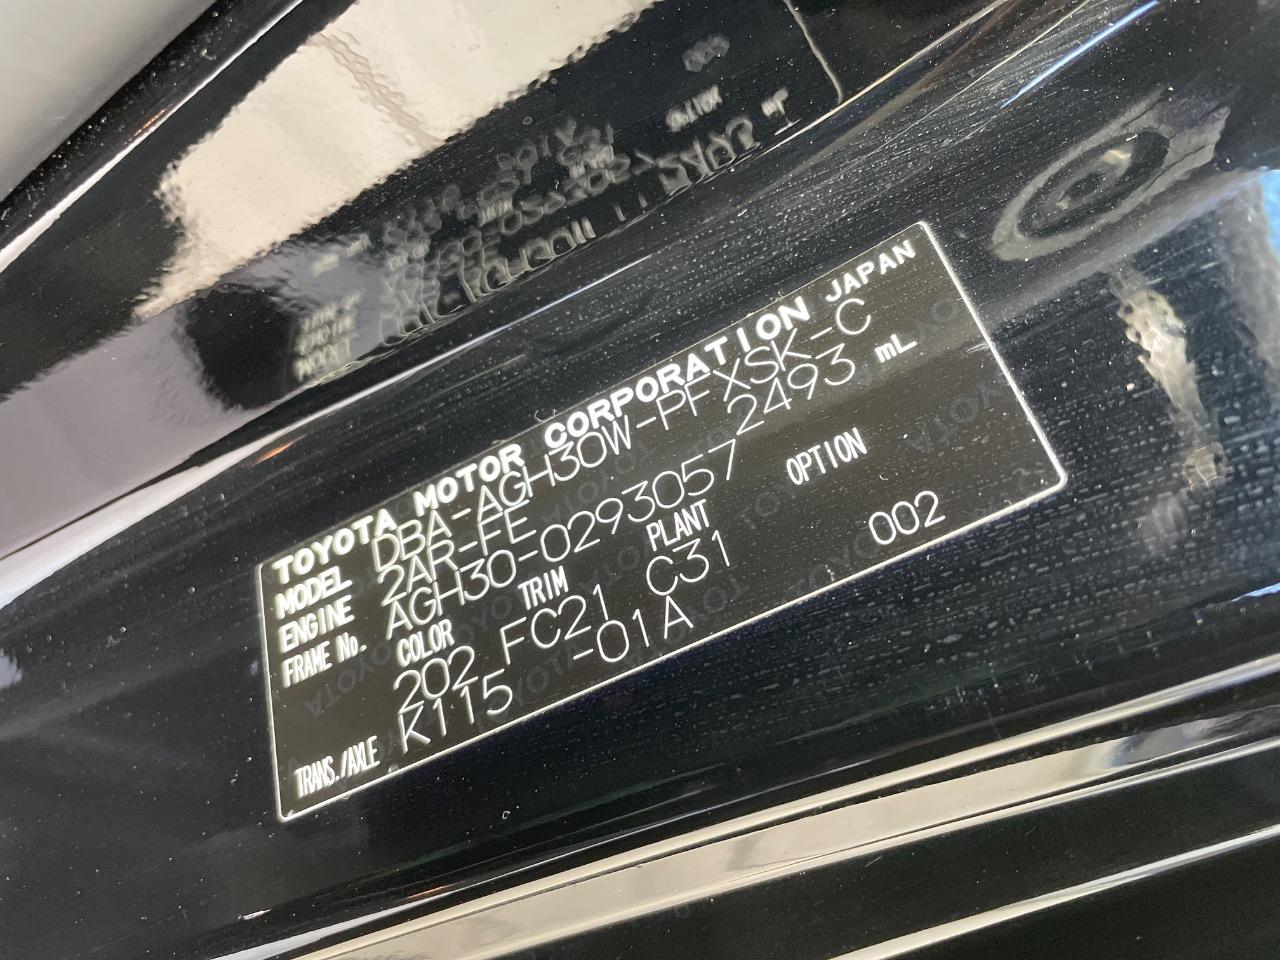 TOYOTA MOTOR CORPORATION JAPAN
MODEL DBA-AGH30W-PFXSK-C
ENGINE 2AR-FE 2493 mL
FRAME No. AGH30-0293057
COLOR TRIM PLANT OPTION
202 FC21 C31 002
TRANS./AXLE K115 -01A